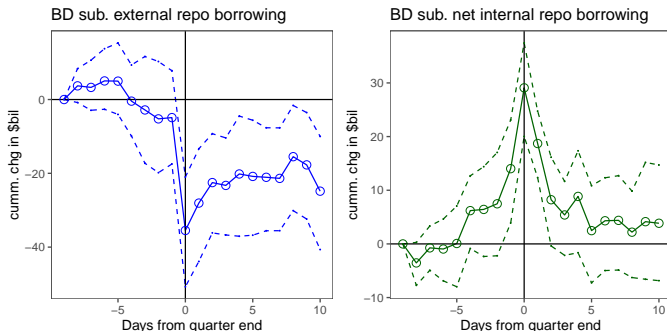 BD sub. external repo borrowing
cumm. chg in $bil
0
−20
−40
−5
0
5
10
Days from quarter end
BD sub. net internal repo borrowing
cumm. chg in $bil
30
20
10
0
−10
−5
0
5
10
Days from quarter end